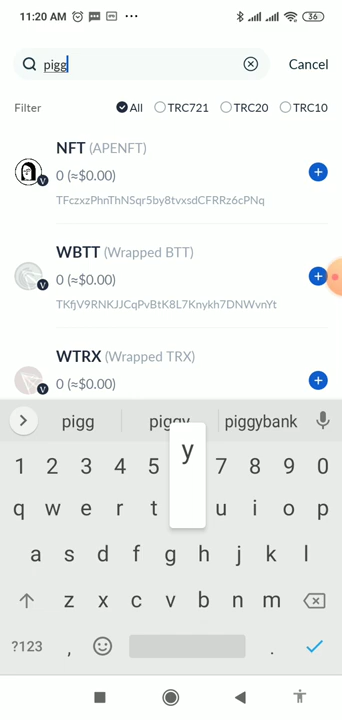 11:20 AM
36
pigg
Cancel
Filter All TRC721 TRC20 TRC10
NFT (APENFT)
0 (≈$0.00)
TFczxzPhnThNSqr5by8tvxsdCFRRz6cPNq
WBTT (Wrapped BTT)
0 (≈$0.00)
TKfjV9RNKJJCqPvBtK8L7Knykh7DNWvnYt
WTRX (Wrapped TRX)
0 (≈$0.00)
pigg piggy piggybank
y
1 2 3 4 5 7 8 9 0
q w e r t u i o p
a s d f g h j k l
z x c v b n m
?123 , .